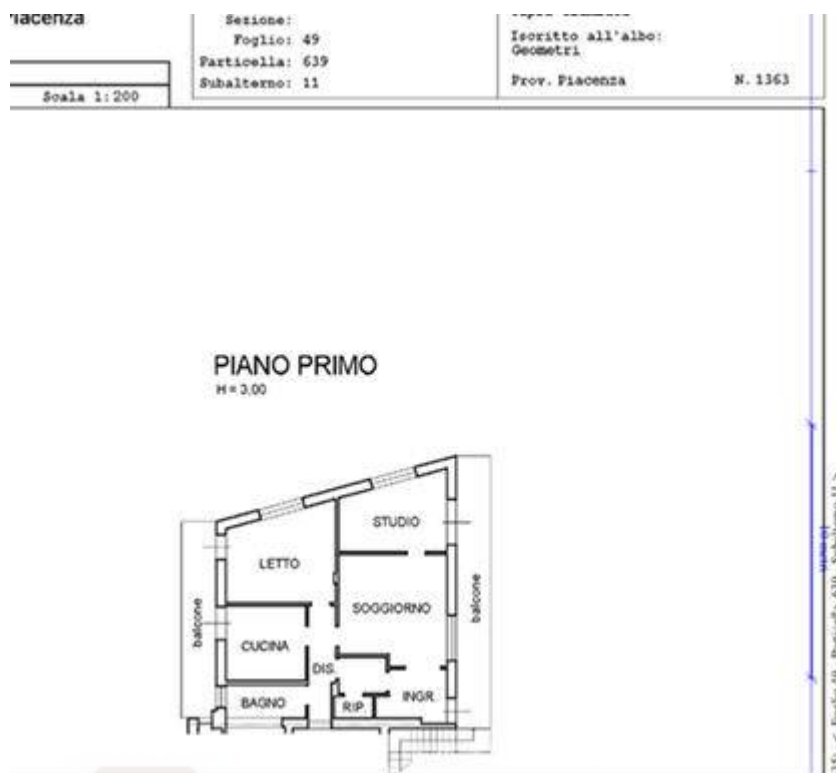 Piacenza
Scala 1:200
Sezione:
Foglio: 49
Particella: 639
Subalterno: 11
Iscritto all'albo:
Geometri
Prov. Piacenza N. 1363
PIANO PRIMO
H = 3,00
STUDIO
LETTO
SOGGIORNO
balcone
balcone
CUCINA
DIS.
BAGNO
RIP
INGR.